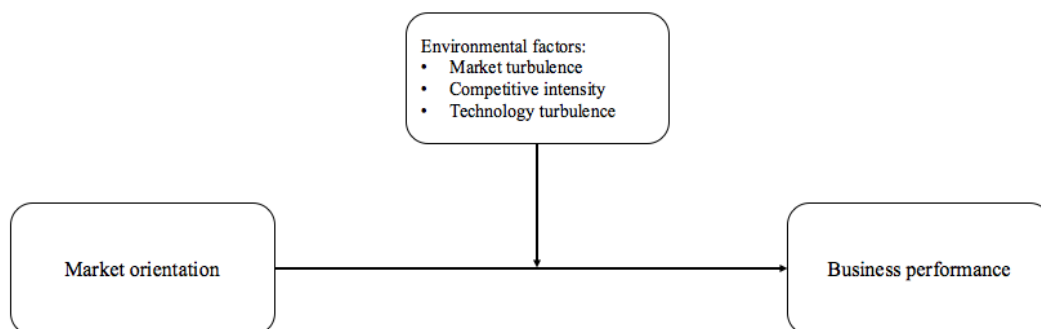 Environmental factors:
• Market turbulence
• Competitive intensity
• Technology turbulence
Market orientation
Business performance